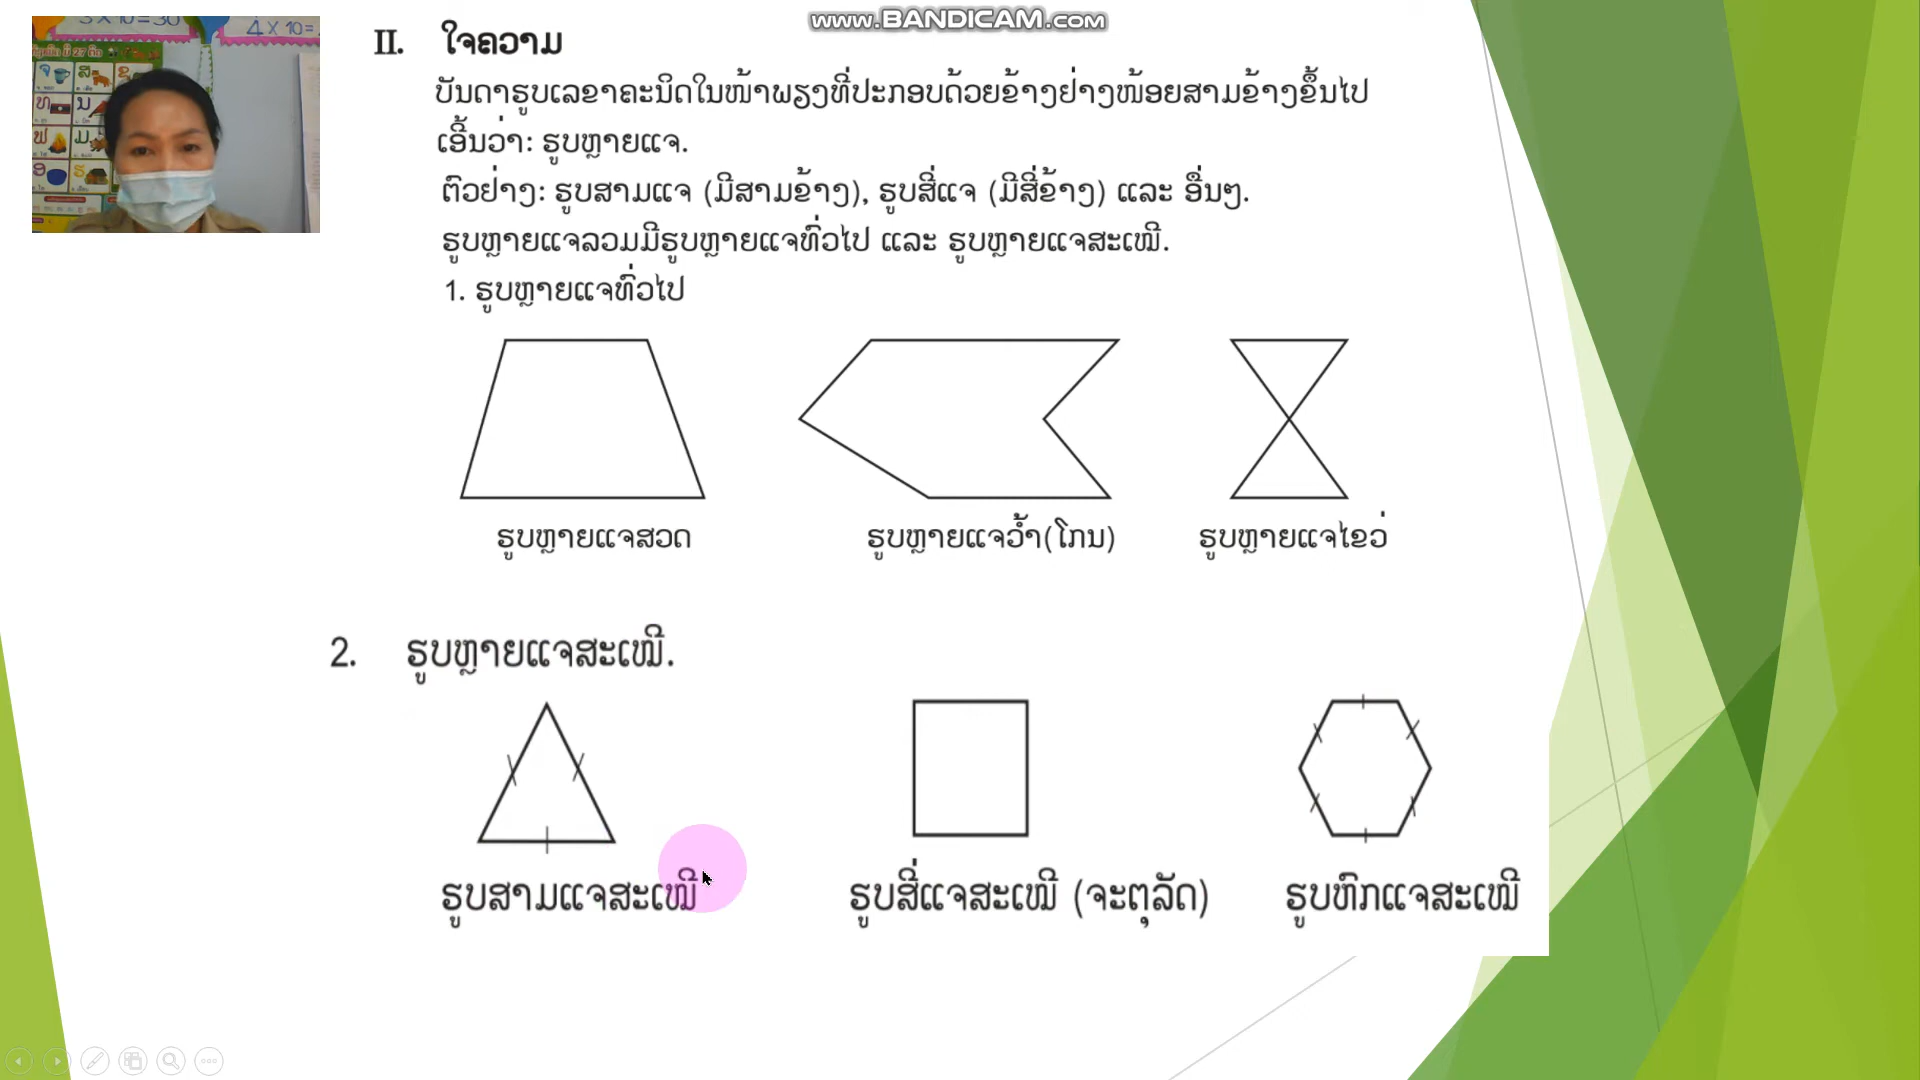 www.BANDICAM.com
3 X 10 = 30
4 X 10 =
II. ໃຈຄວາມ
ບັນດາຮູບເລຂາຄະນິດໃນໜ້າພຽງທີ່ປະກອບດ້ວຍຂ້າງຢ່າງໜ້ອຍສາມຂ້າງຂຶ້ນໄປ
ເອີ້ນວ່າ: ຮູບຫຼາຍແຈ.
ຕົວຢ່າງ: ຮູບສາມແຈ (ມີສາມຂ້າງ), ຮູບສີ່ແຈ (ມີສີ່ຂ້າງ) ແລະ ອື່ນໆ.
ຮູບຫຼາຍແຈລວມມີຮູບຫຼາຍແຈທົ່ວໄປ ແລະ ຮູບຫຼາຍແຈສະເໝີ.
1. ຮູບຫຼາຍແຈທົ່ວໄປ
ຮູບຫຼາຍແຈສວດ
ຮູບຫຼາຍແຈວ້ຳ(ໂກນ)
ຮູບຫຼາຍແຈໄຂວ່
2. ຮູບຫຼາຍແຈສະເໝີ.
ຮູບສາມແຈສະເໝີ
ຮູບສີ່ແຈສະເໝີ (ຈະຕຸລັດ)
ຮູບຫົກແຈສະເໝີ